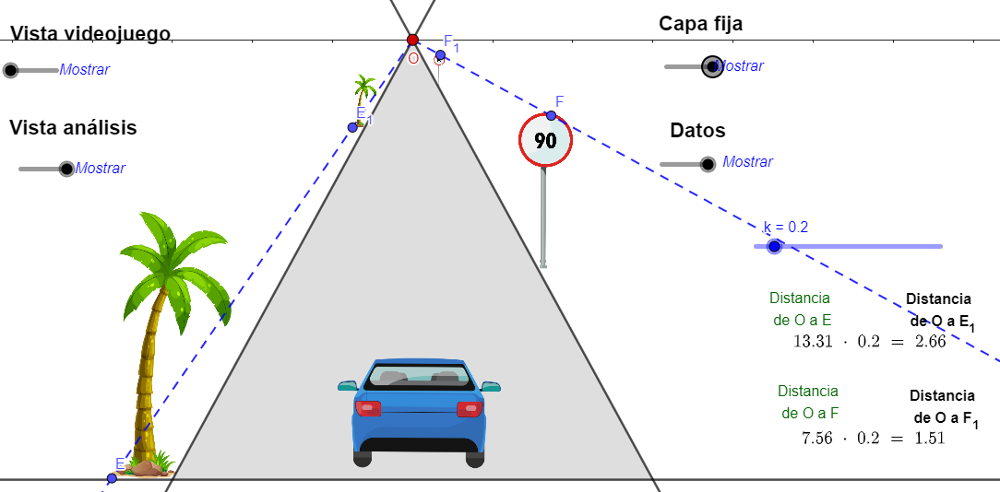 Vista videojuego
Mostrar
Vista análisis
Mostrar
Capa fija
Mostrar
Datos
Mostrar
O
F1
E1
F
90
E
k = 0.2
Distancia
de O a E
Distancia
de O a E1
13.31 · 0.2 = 2.66
Distancia
de O a F
Distancia
de O a F1
7.56 · 0.2 = 1.51